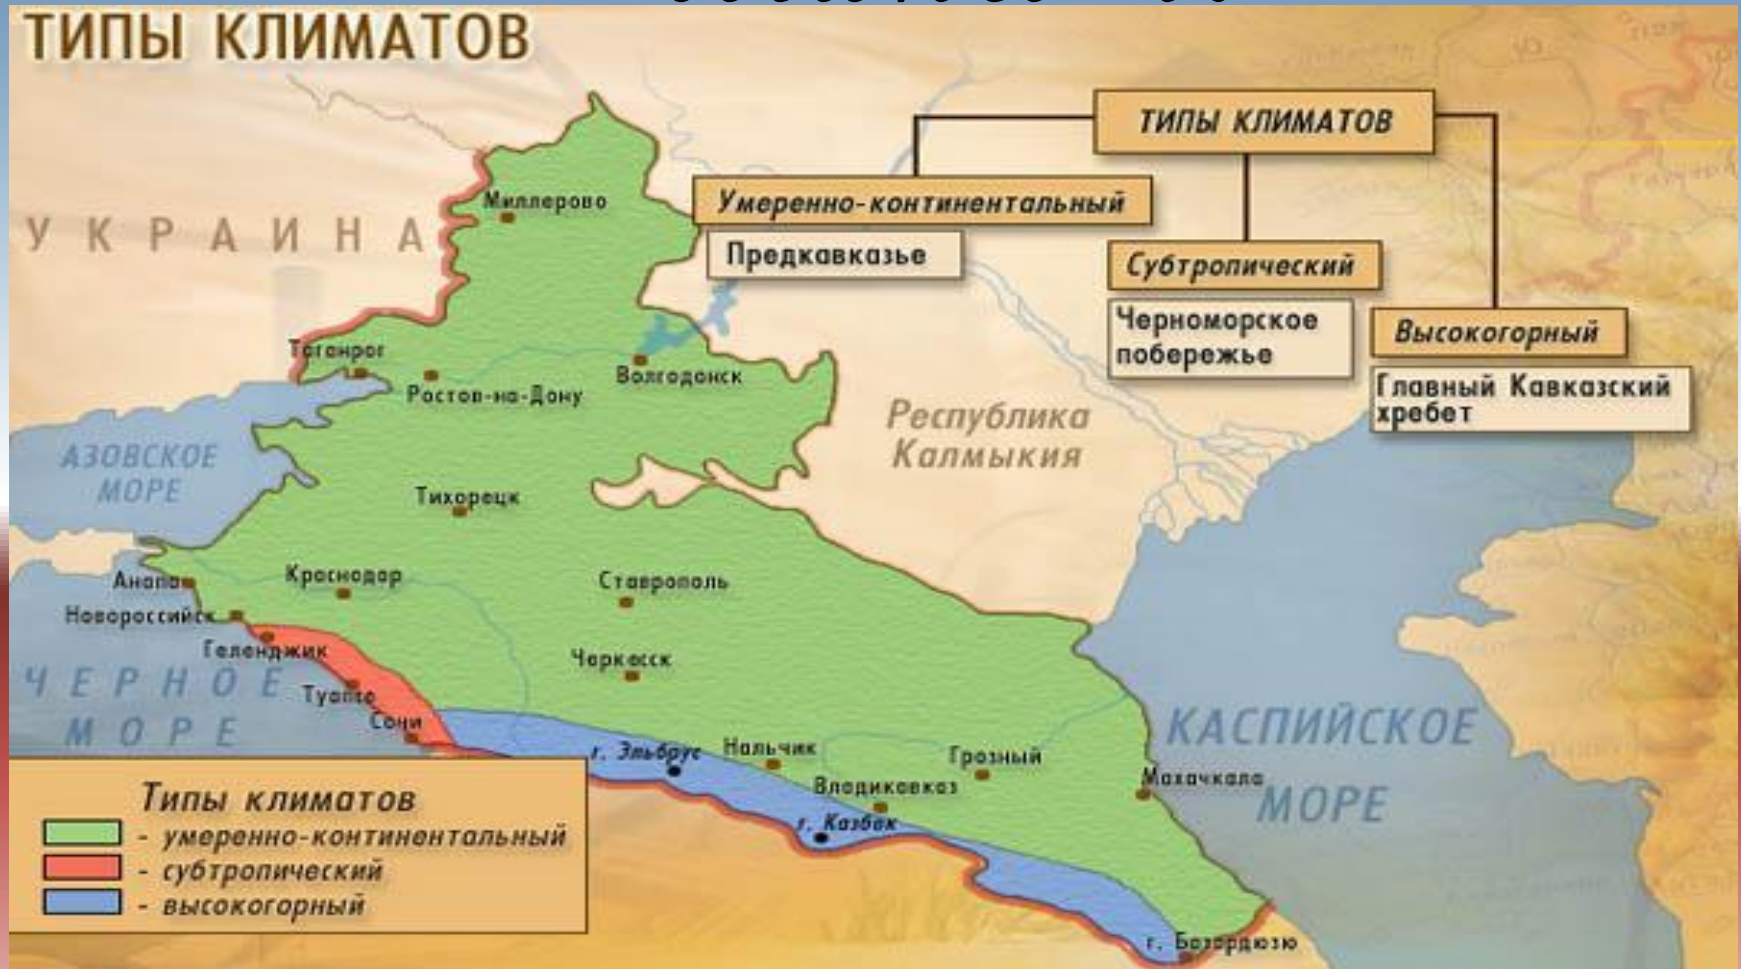 ТИПЫ КЛИМАТОВ
ТИПЫ КЛИМАТОВ
Умеренно-континентальный
Предкавказье
Субтропический
Черноморское
побережье
Высокогорный
Главный Кавказский
хребет
УКРАИНА
Миллерово
Таганрог
Ростов-на-Дону
Волгодонск
Республика
Калмыкия
АЗОВСКОЕ
МОРЕ
Тихорецк
Анапа
Краснодар
Ставрополь
Новороссийск
Геленджик
Черкесск
ЧЕРНОЕ
МОРЕ
Туапсе
Сочи
г. Эльбрус
Нальчик
Грозный
Владикавказ
г. Казбек
Махачкала
КАСПИЙСКОЕ
МОРЕ
г. Базардюзю
Типы климатов
- умеренно-континентальный
- субтропический
- высокогорный